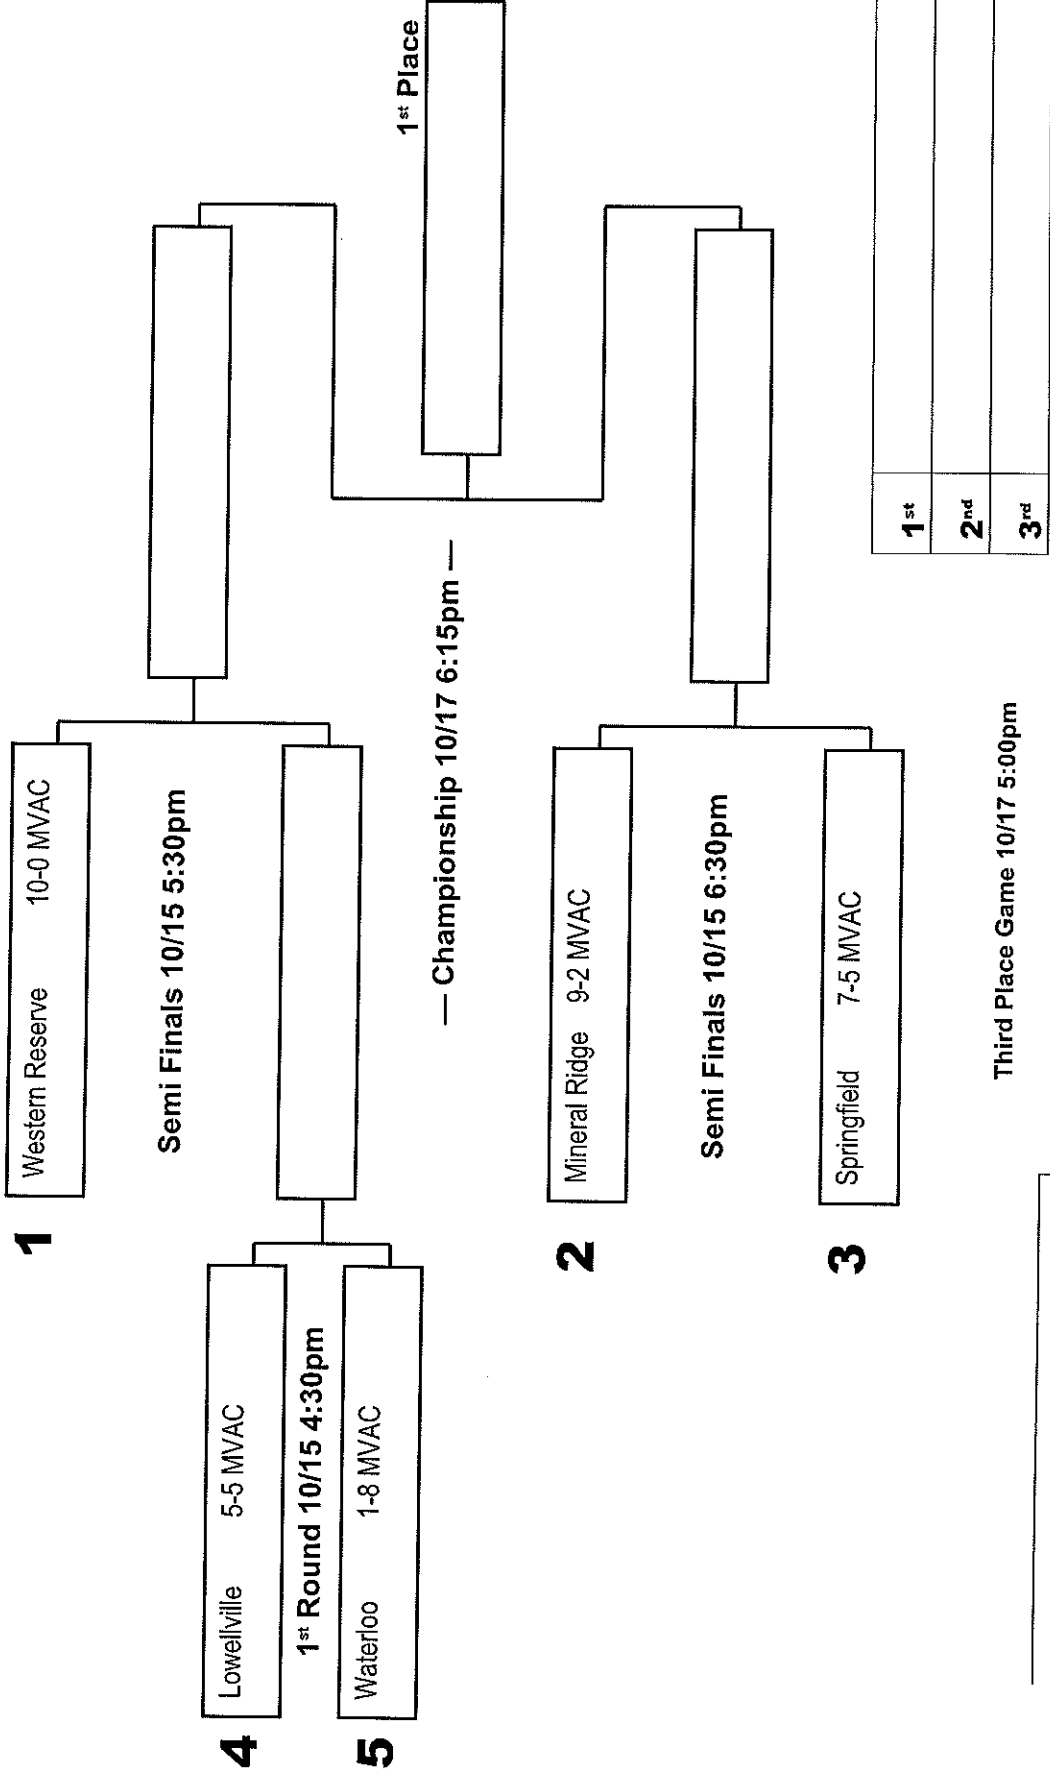 1
Western Reserve 10-0 MVAC
Semi Finals 10/15 5:30pm
4
Lowellville 5-5 MVAC
1st Round 10/15 4:30pm
5
Waterloo 1-8 MVAC
1st Place
— Championship 10/17 6:15pm —
2
Mineral Ridge 9-2 MVAC
Semi Finals 10/15 6:30pm
3
Springfield 7-5 MVAC
Third Place Game 10/17 5:00pm
1st
2nd
3rd